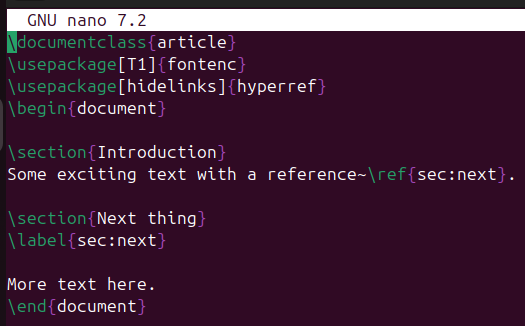 GNU nano 7.2
\documentclass{article}
\usepackage[T1]{fontenc}
\usepackage[hidelinks]{hyperref}
\begin{document}
\section{Introduction}
Some exciting text with a reference~\ref{sec:next}.
\section{Next thing}
\label{sec:next}
More text here.
\end{document}